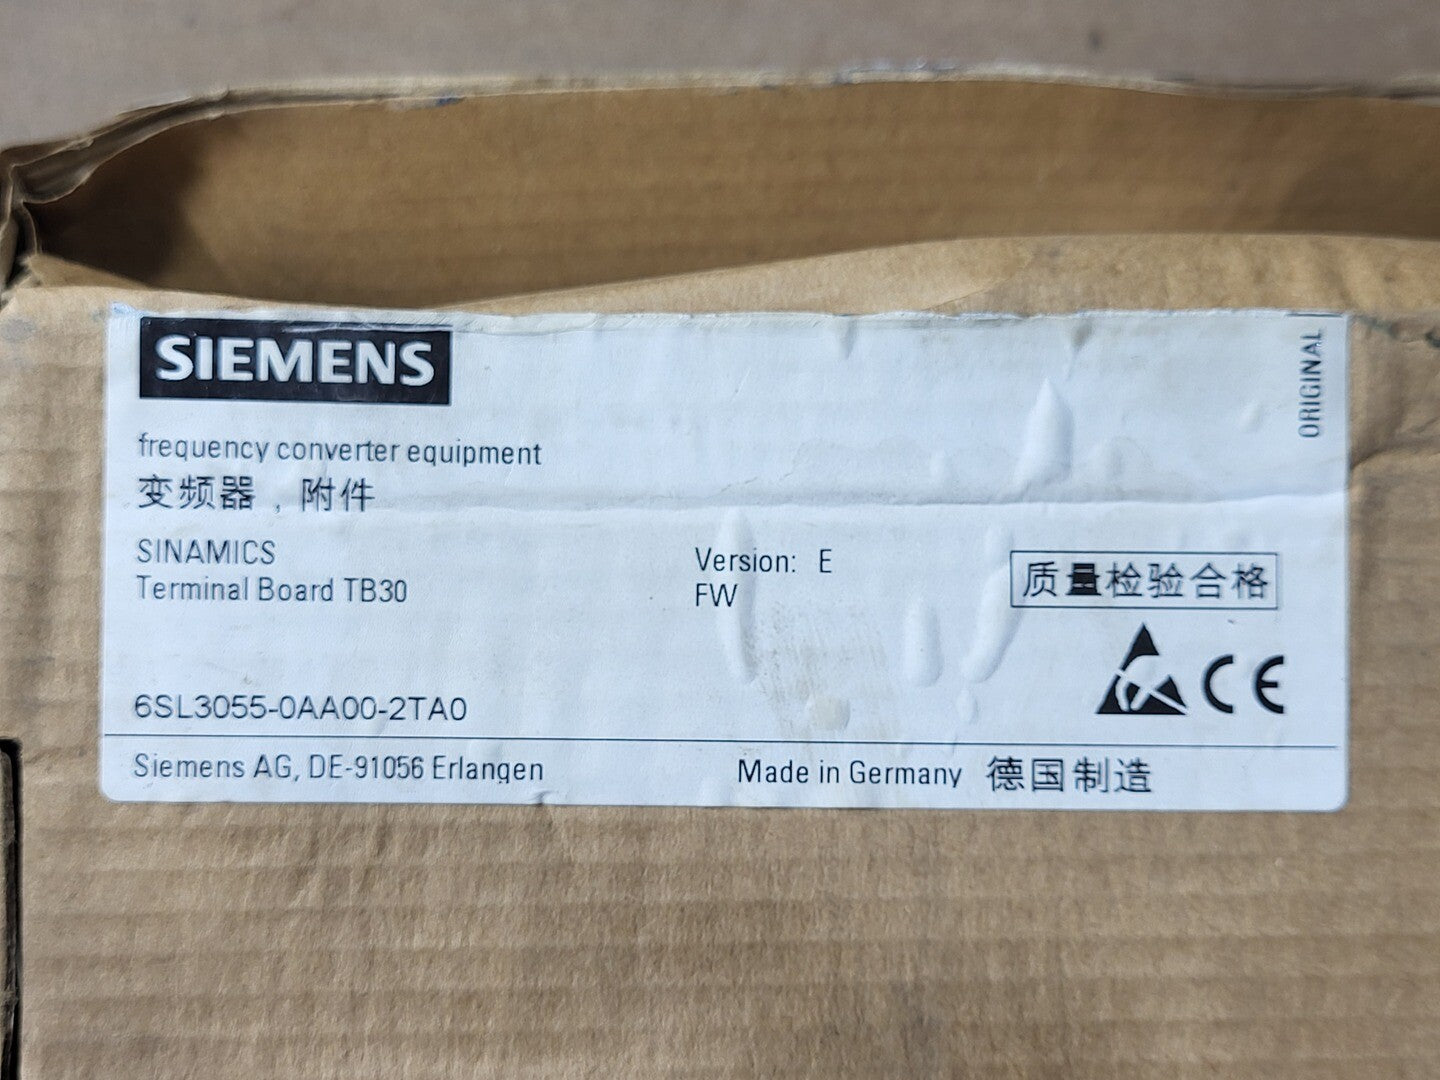 SIEMENS
ORIGINAL
frequency converter equipment
变频器,附件
SINAMICS
Terminal Board TB30
Version: E
FW
质量检验合格
CE
6SL3055-0AA00-2TA0
Siemens AG, DE-91056 Erlangen
Made in Germany 德国制造